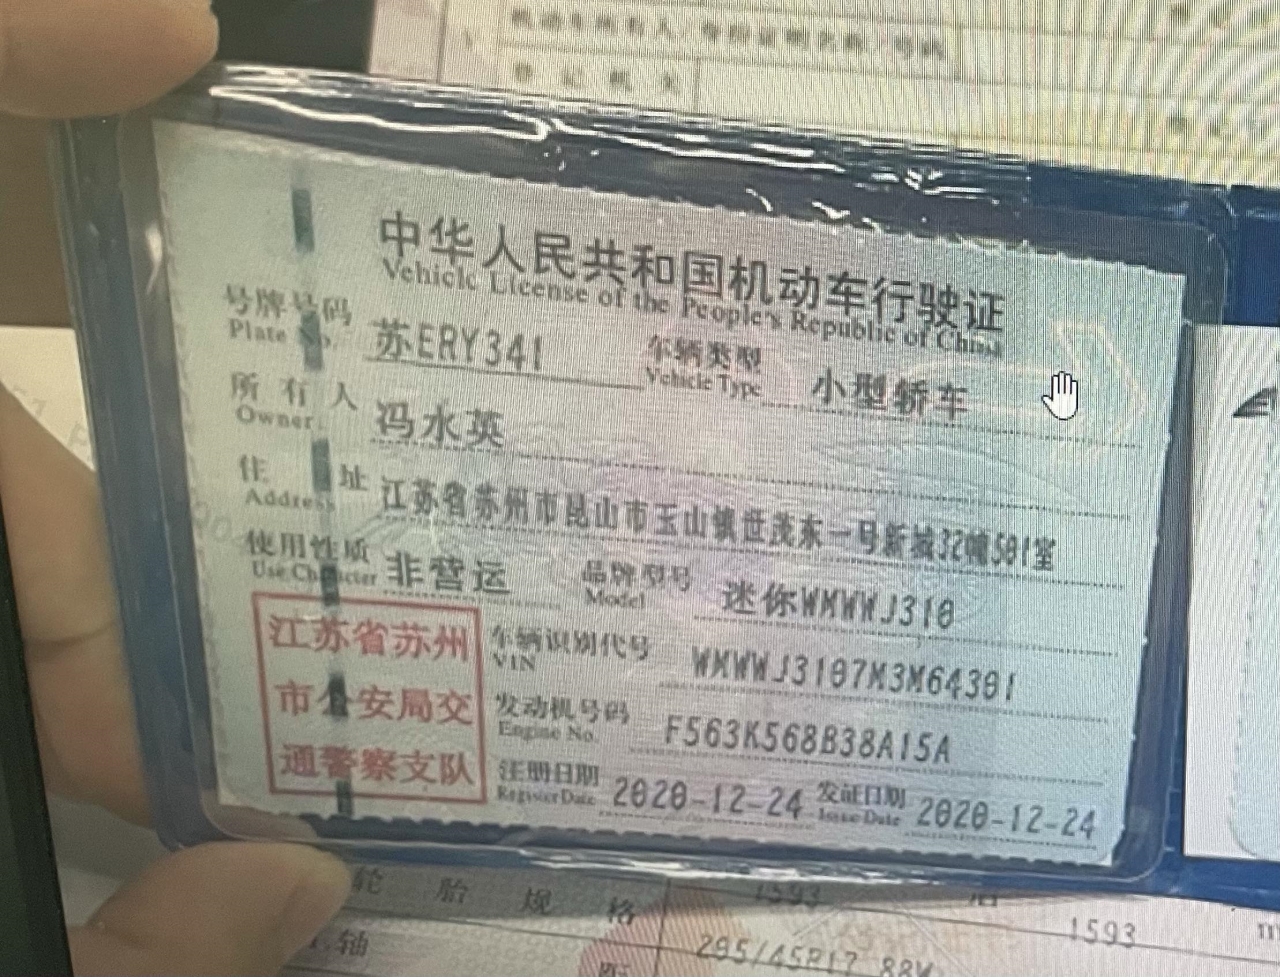 登记机关
中华人民共和国机动车行驶证
Vehicle License of the People's Republic of China
号牌号码 苏ERY341 车辆类型 小型轿车
Plate No. Vehicle Type
所有人 冯水英
Owner
住址 江苏省苏州市昆山市玉山镇世茂东一号新城32幢501室
Address
使用性质 非营运 品牌型号 迷你WMWWJ310
Use Character Model
江苏省苏州
市公安局交
通警察支队
车辆识别代号 WMWWJ3107M3M64301
VIN
发动机号码 F563K568B38A15A
Engine No.
注册日期 2020-12-24 发证日期 2020-12-24
Register Date Issue Date
轮胎规格 1593 后 1593
轴